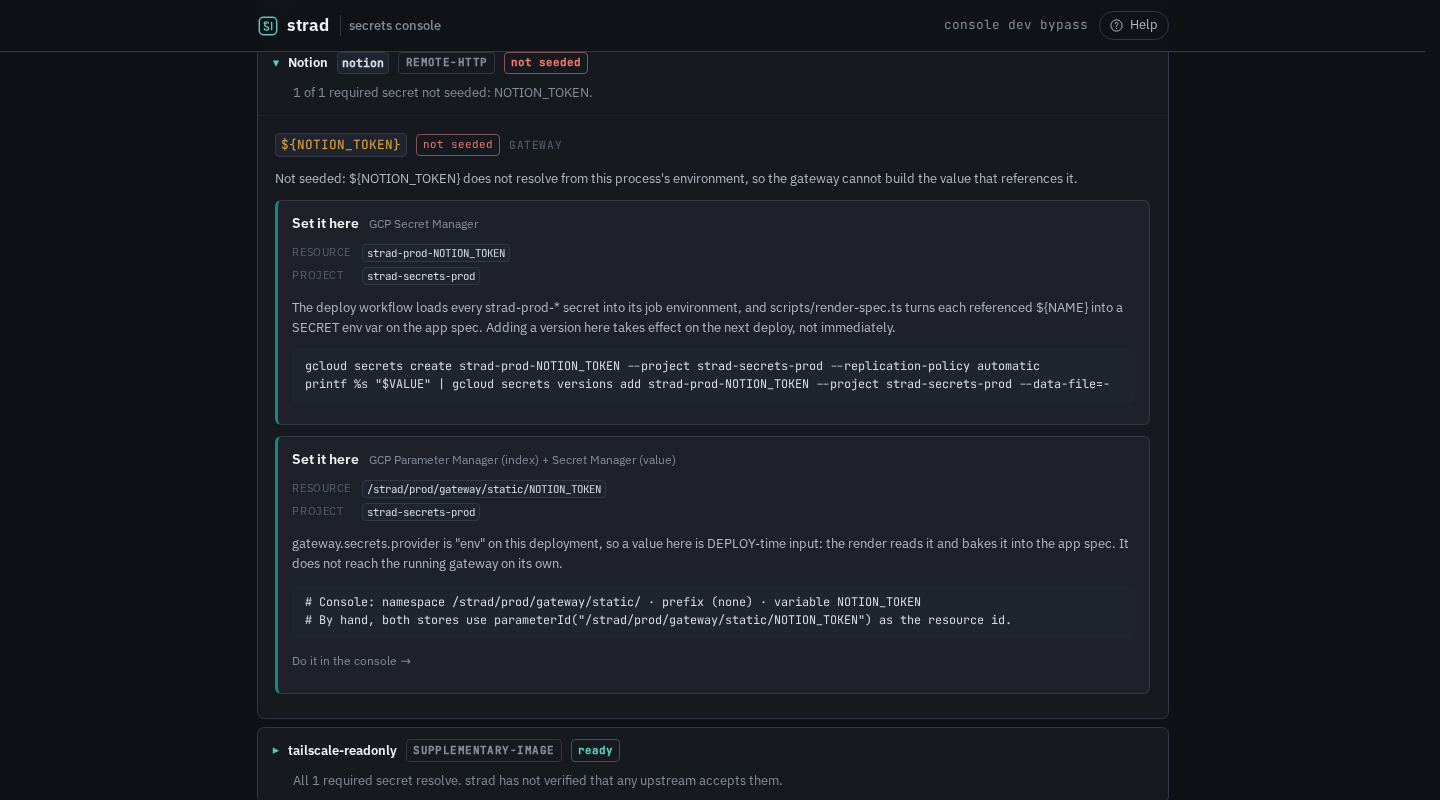 strad secrets console console dev bypass Help
▼ Notion notion REMOTE-HTTP not seeded
1 of 1 required secret not seeded: NOTION_TOKEN.
${NOTION_TOKEN} not seeded GATEWAY
Not seeded: ${NOTION_TOKEN} does not resolve from this process's environment, so the gateway cannot build the value that references it.
Set it here GCP Secret Manager
RESOURCE strad-prod-NOTION_TOKEN
PROJECT strad-secrets-prod
The deploy workflow loads every strad-prod-* secret into its job environment, and scripts/render-spec.ts turns each referenced ${NAME} into a
SECRET env var on the app spec. Adding a version here takes effect on the next deploy, not immediately.
gcloud secrets create strad-prod-NOTION_TOKEN --project strad-secrets-prod --replication-policy automatic
printf %s "$VALUE" | gcloud secrets versions add strad-prod-NOTION_TOKEN --project strad-secrets-prod --data-file=-
Set it here GCP Parameter Manager (index) + Secret Manager (value)
RESOURCE /strad/prod/gateway/static/NOTION_TOKEN
PROJECT strad-secrets-prod
gateway.secrets.provider is "env" on this deployment, so a value here is DEPLOY-time input: the render reads it and bakes it into the app spec. It
does not reach the running gateway on its own.
# Console: namespace /strad/prod/gateway/static/ · prefix (none) · variable NOTION_TOKEN
# By hand, both stores use parameterId("/strad/prod/gateway/static/NOTION_TOKEN") as the resource id.
Do it in the console →
▶ tailscale-readonly SUPPLEMENTARY-IMAGE ready
All 1 required secret resolve. strad has not verified that any upstream accepts them.